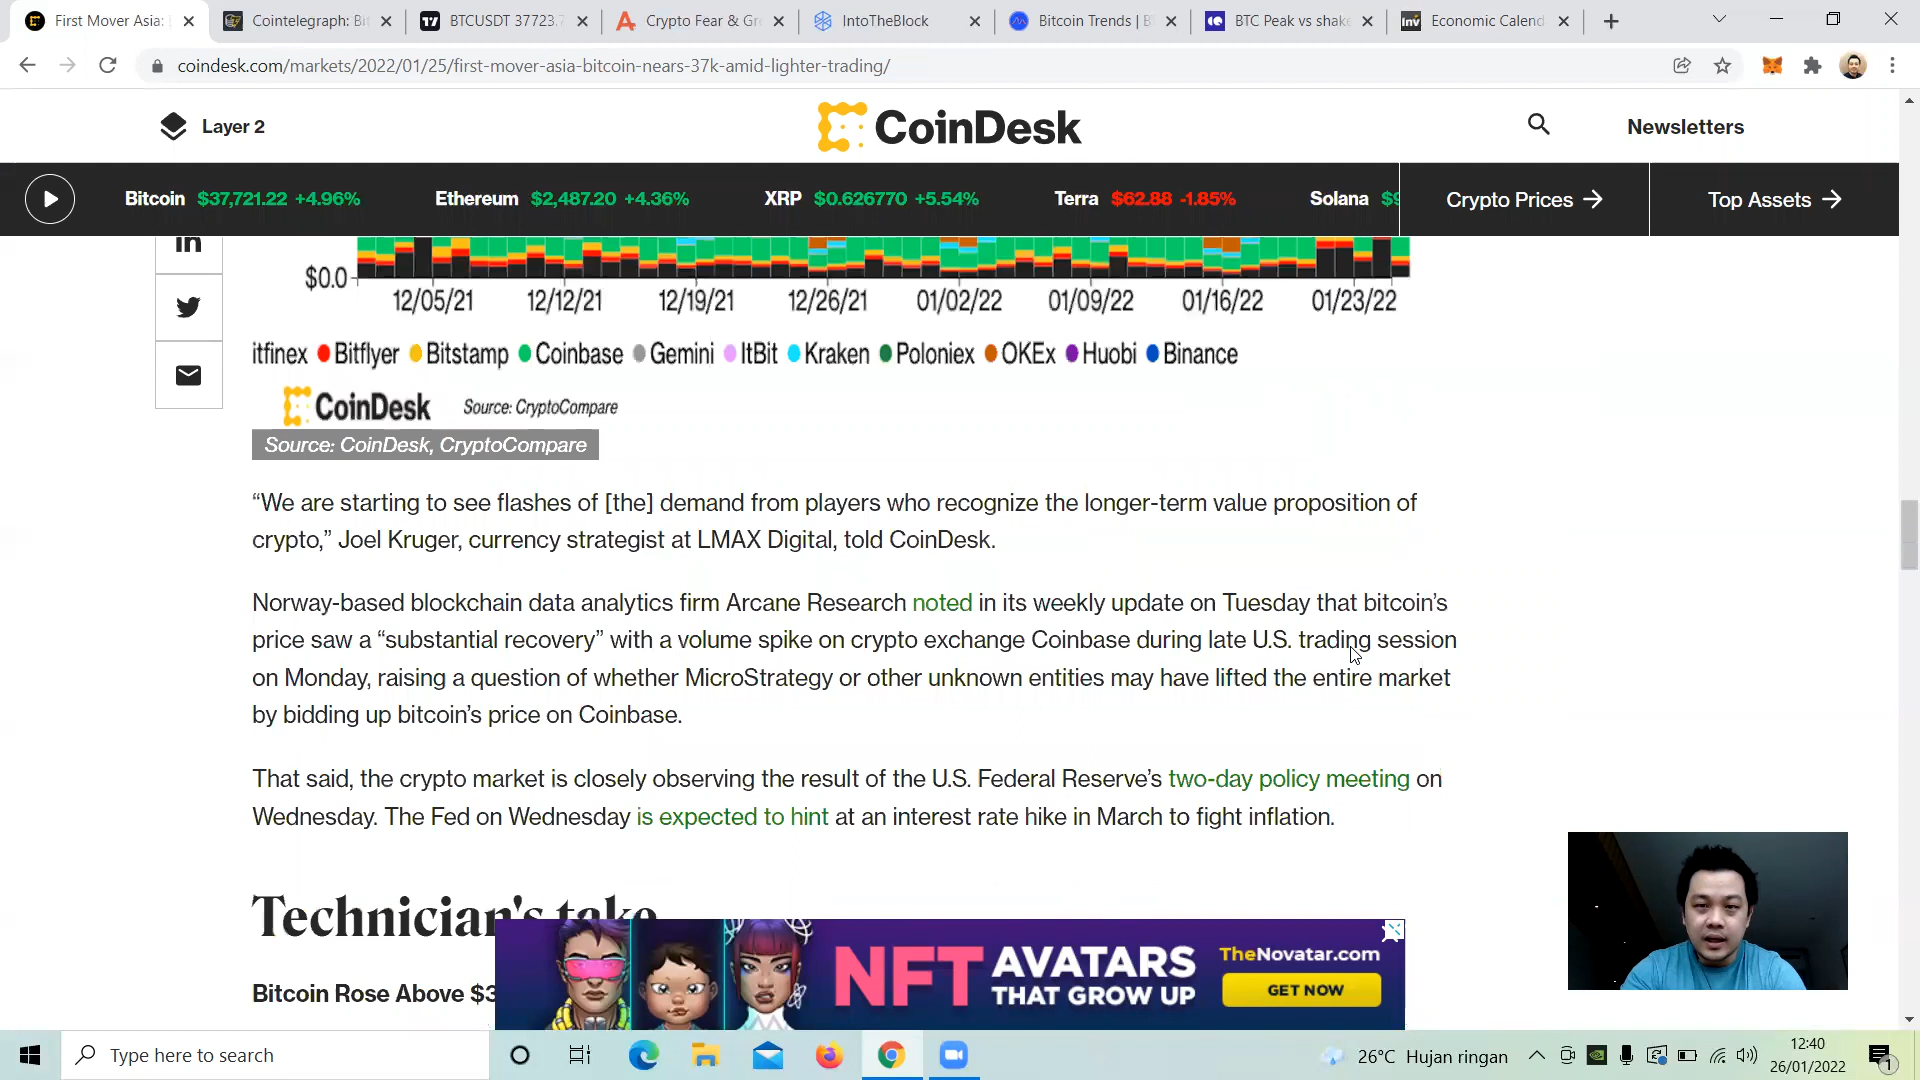 First Mover Asia:
Cointelegraph: Bit
BTCUSDT 37723.
Crypto Fear & Gr
IntoTheBlock
Bitcoin Trends | B
BTC Peak vs shake
Economic Calend
coindesk.com/markets/2022/01/25/first-mover-asia-bitcoin-nears-37k-amid-lighter-trading/
Layer 2
CoinDesk
Newsletters
Bitcoin $37,721.22 +4.96%
Ethereum $2,487.20 +4.36%
XRP $0.626770 +5.54%
Terra $62.88 -1.85%
Solana
Crypto Prices →
Top Assets →
in
$0.0
12/05/21 12/12/21 12/19/21 12/26/21 01/02/22 01/09/22 01/16/22 01/23/22
itfinex Bitflyer Bitstamp Coinbase Gemini ItBit Kraken Poloniex OKEx Huobi Binance
CoinDesk Source: CryptoCompare
Source: CoinDesk, CryptoCompare
“We are starting to see flashes of [the] demand from players who recognize the longer-term value proposition of
crypto,” Joel Kruger, currency strategist at LMAX Digital, told CoinDesk.
Norway-based blockchain data analytics firm Arcane Research noted in its weekly update on Tuesday that bitcoin’s
price saw a “substantial recovery” with a volume spike on crypto exchange Coinbase during late U.S. trading session
on Monday, raising a question of whether MicroStrategy or other unknown entities may have lifted the entire market
by bidding up bitcoin’s price on Coinbase.
That said, the crypto market is closely observing the result of the U.S. Federal Reserve’s two-day policy meeting on
Wednesday. The Fed on Wednesday is expected to hint at an interest rate hike in March to fight inflation.
Technician's take
Bitcoin Rose Above $3
NFT AVATARS
THAT GROW UP
TheNovatar.com
GET NOW
Type here to search
26°C Hujan ringan
12:40
26/01/2022
1